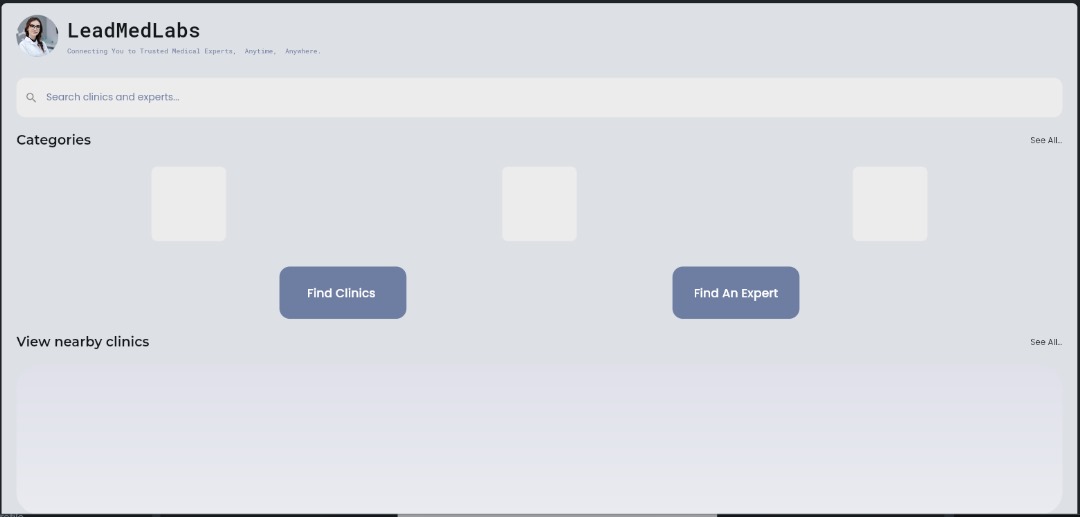 LeadMedLabs
Connecting You to Trusted Medical Experts, Anytime, Anywhere.
Search clinics and experts...
Categories
See All..
Find Clinics
Find An Expert
View nearby clinics
See All..